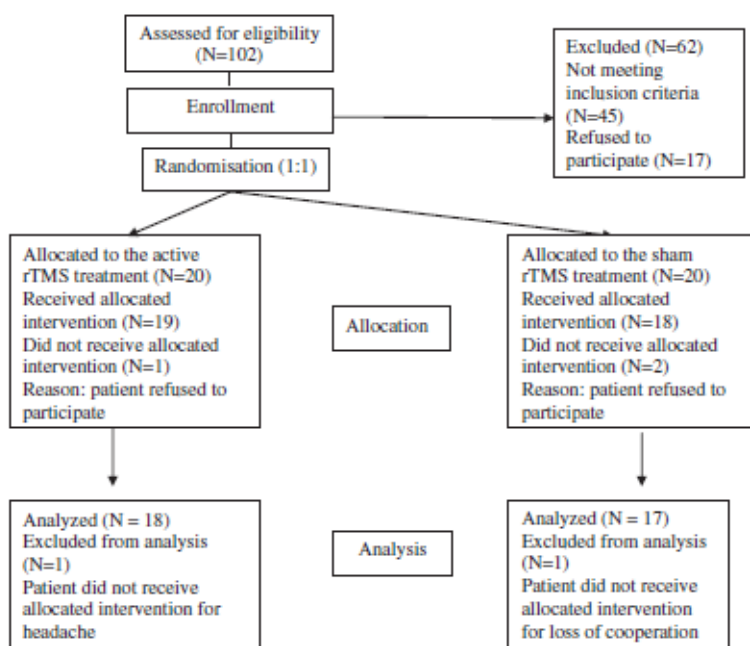 Assessed for eligibility
(N=102)
Excluded (N=62)
Not meeting
inclusion criteria
(N=45)
Refused to
participate (N=17)
Enrollment
Randomisation (1:1)
Allocated to the active
rTMS treatment (N=20)
Received allocated
intervention (N=19)
Did not receive allocated
intervention (N=1)
Reason: patient refused to
participate
Allocation
Allocated to the sham
rTMS treatment (N=20)
Received allocated
intervention (N=18)
Did not receive allocated
intervention (N=2)
Reason: patient refused to
participate
Analyzed (N = 18)
Excluded from analysis
(N=1)
Patient did not receive
allocated intervention for
headache
Analysis
Analyzed (N = 17)
Excluded from analysis
(N=1)
Patient did not receive
allocated intervention
for loss of cooperation